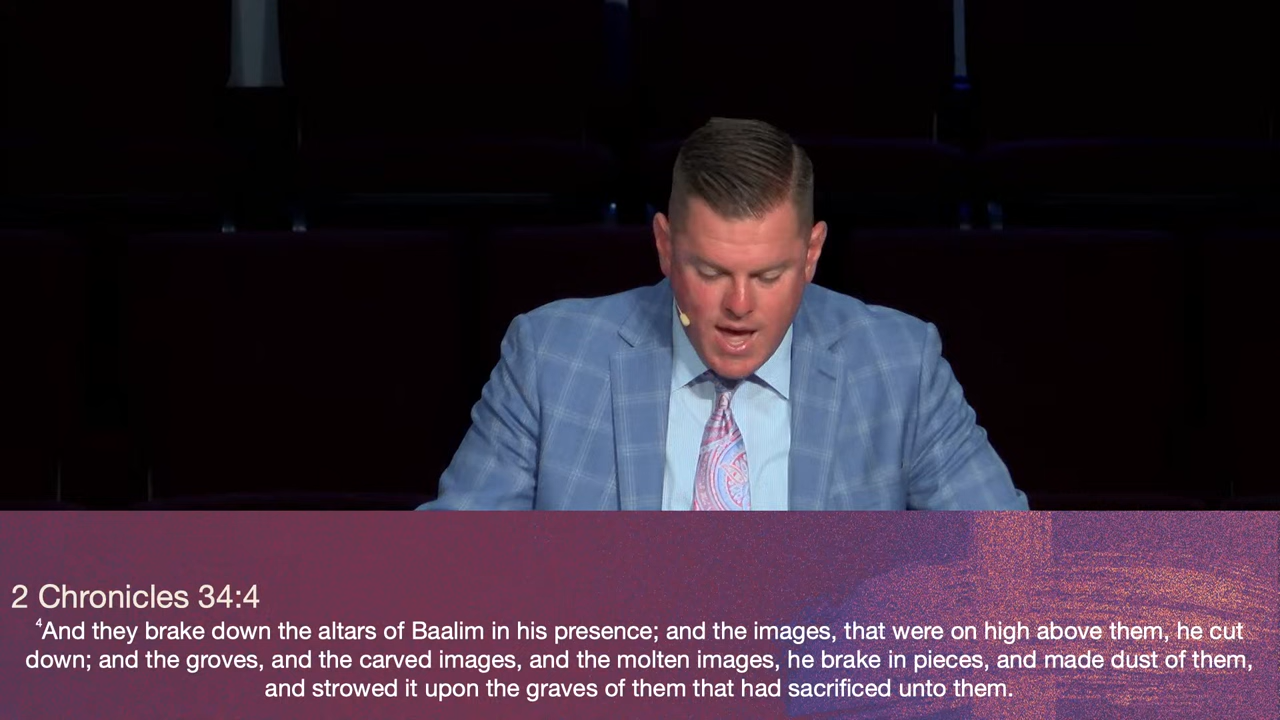 2 Chronicles 34:4
⁴And they brake down the altars of Baalim in his presence; and the images, that were on high above them, he cut
down; and the groves, and the carved images, and the molten images, he brake in pieces, and made dust of them,
and strowed it upon the graves of them that had sacrificed unto them.